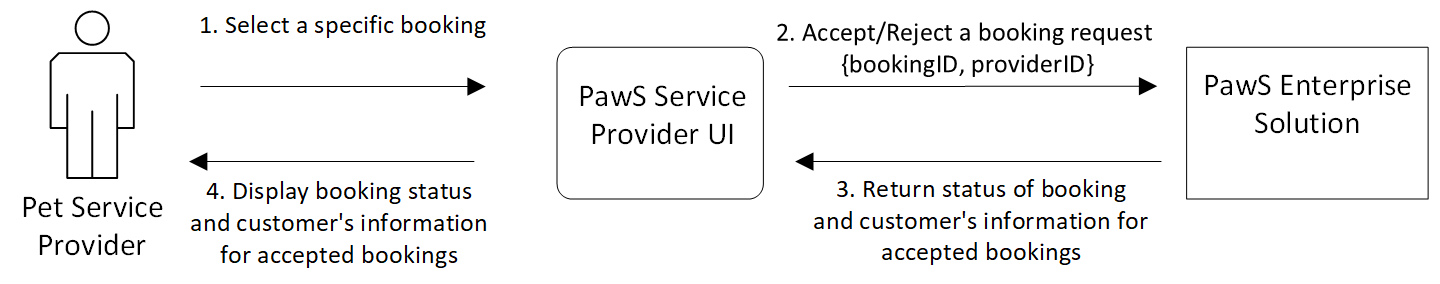 1. Select a specific booking
2. Accept/Reject a booking request
{bookingID, providerID}
PawS Service
Provider UI
PawS Enterprise
Solution
Pet Service
Provider
4. Display booking status
and customer's information
for accepted bookings
3. Return status of booking
and customer's information for
accepted bookings